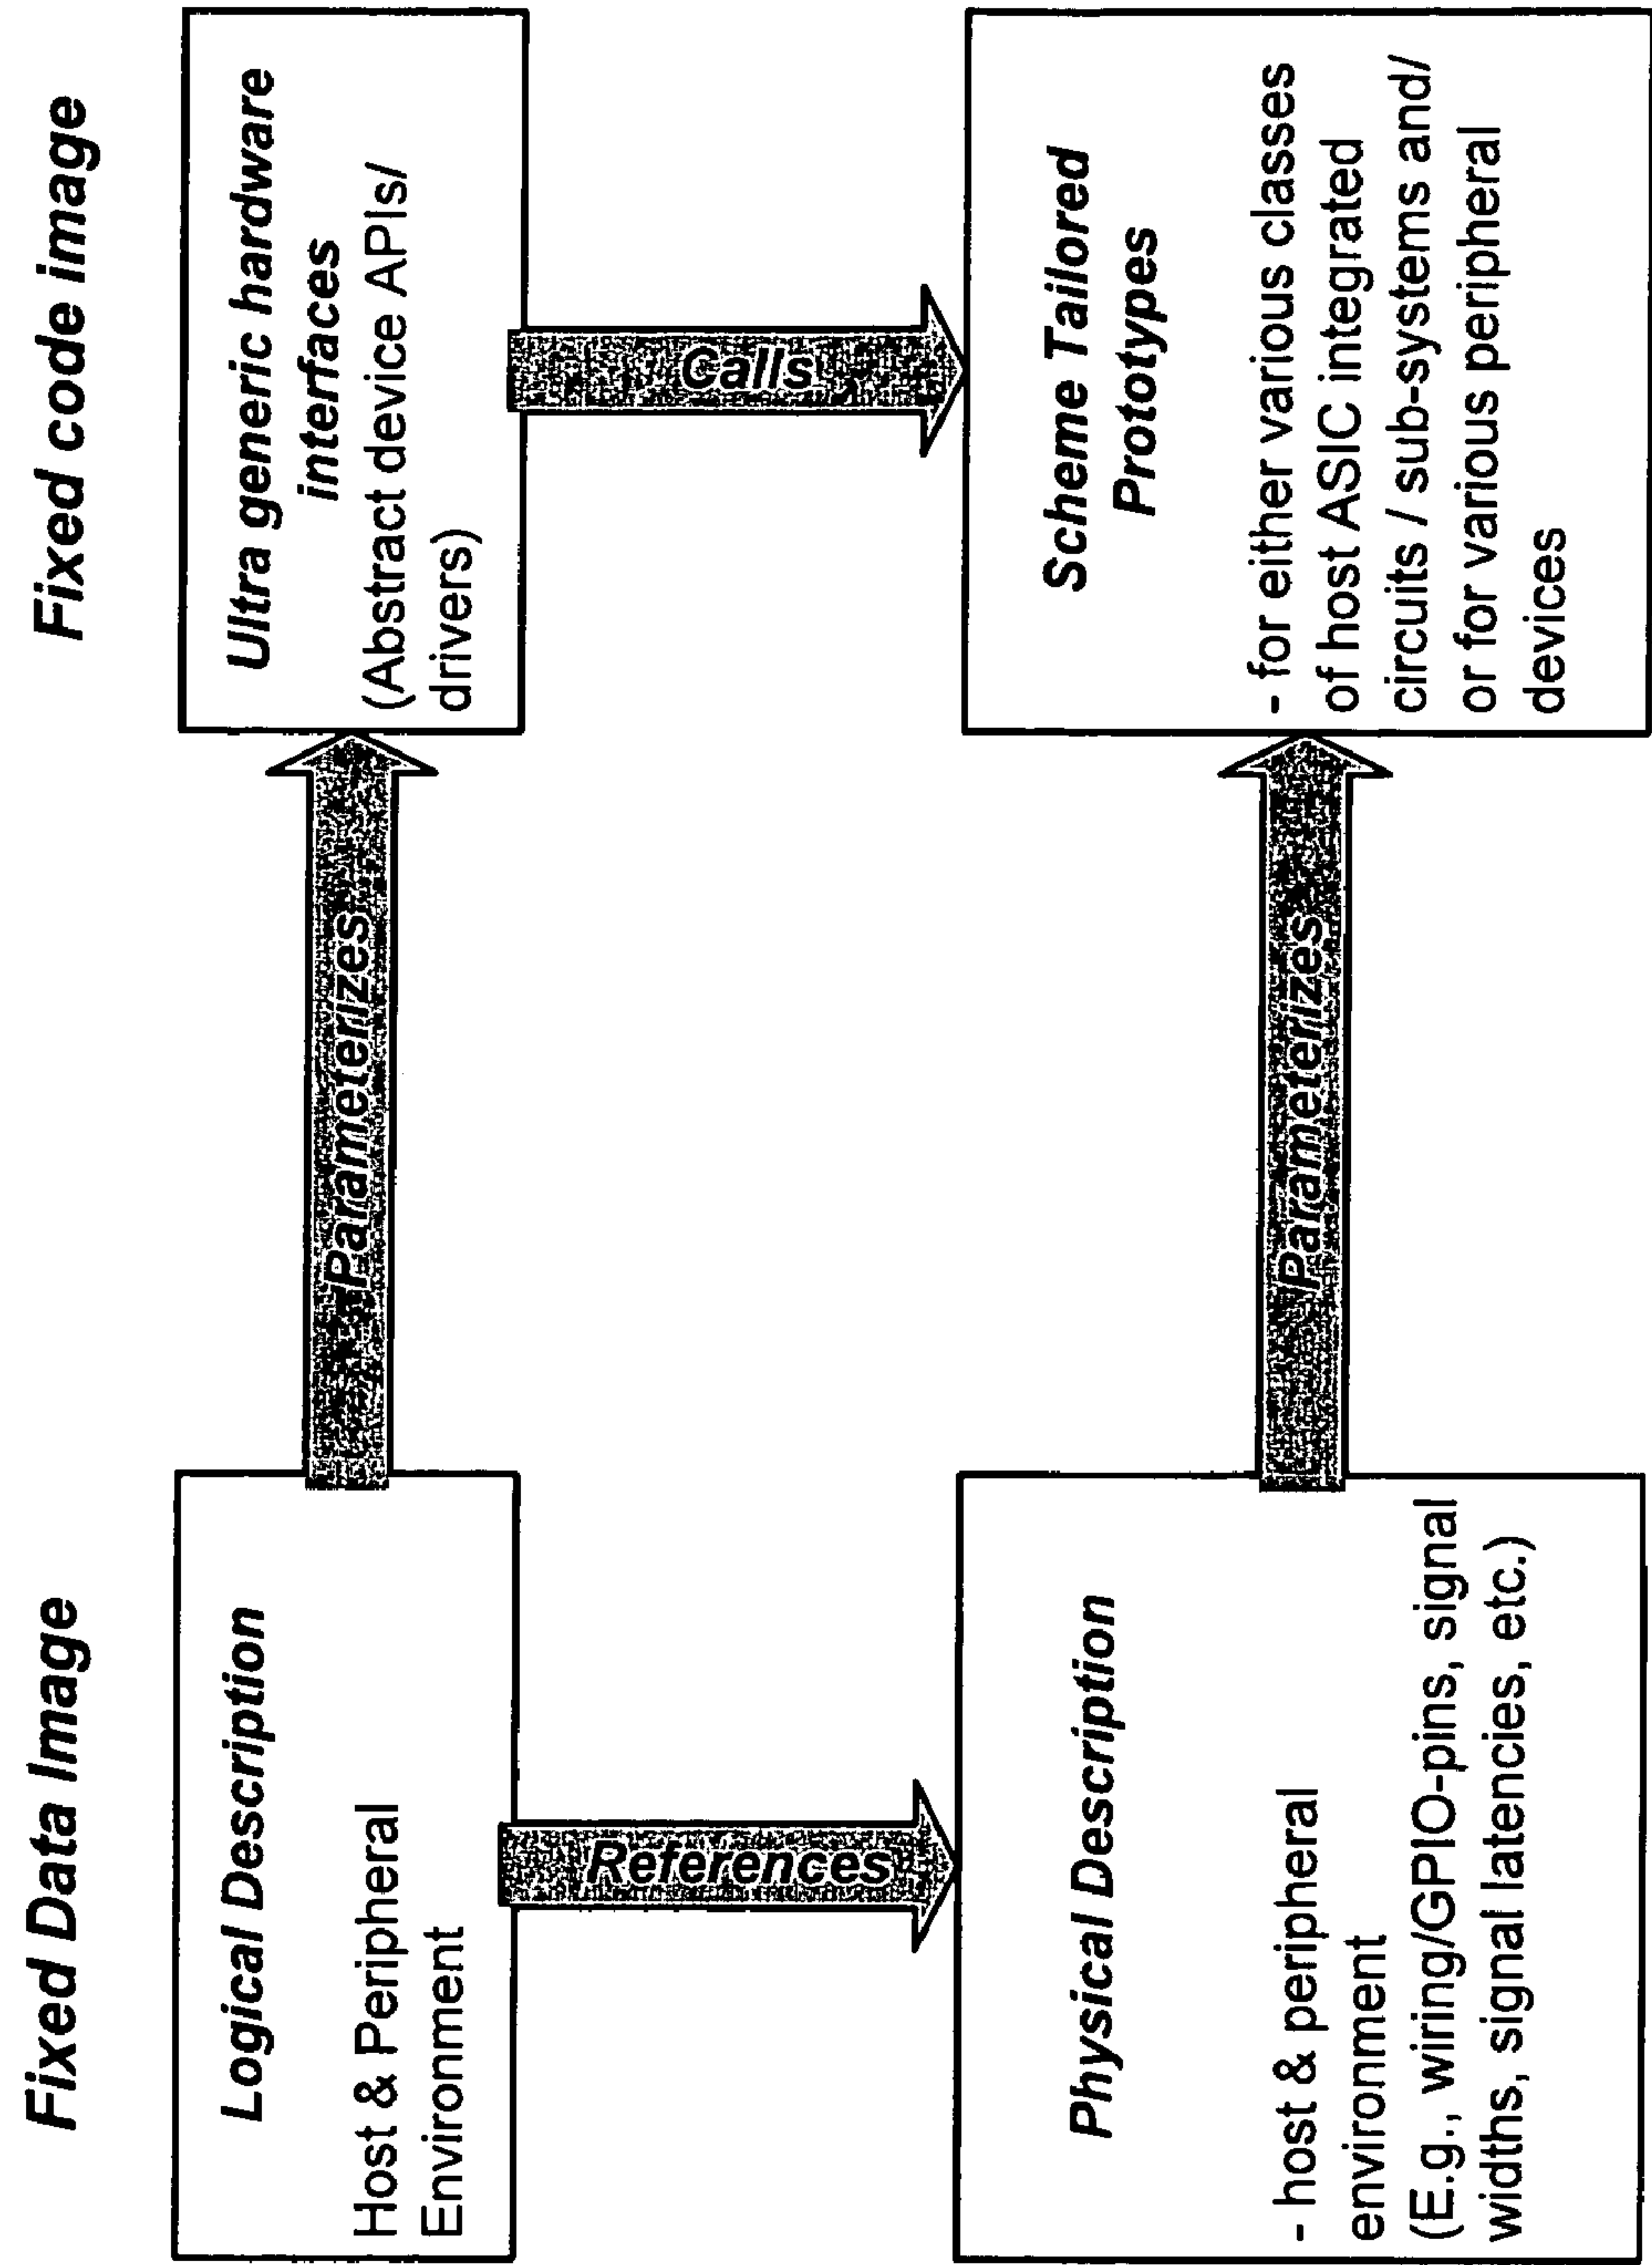 Fixed Data Image
Fixed code image
Logical Description
Host & Peripheral
Environment
Parameterizes
Ultra generic hardware
interfaces
(Abstract device APIs/
drivers)
References
Calls
Physical Description
- host & peripheral
environment
(E.g., wiring/GPIO-pins, signal
widths, signal latencies, etc.)
Parameterizes
Scheme Tailored
Prototypes
- for either various classes
of host ASIC integrated
circuits / sub-systems and/
or for various peripheral
devices